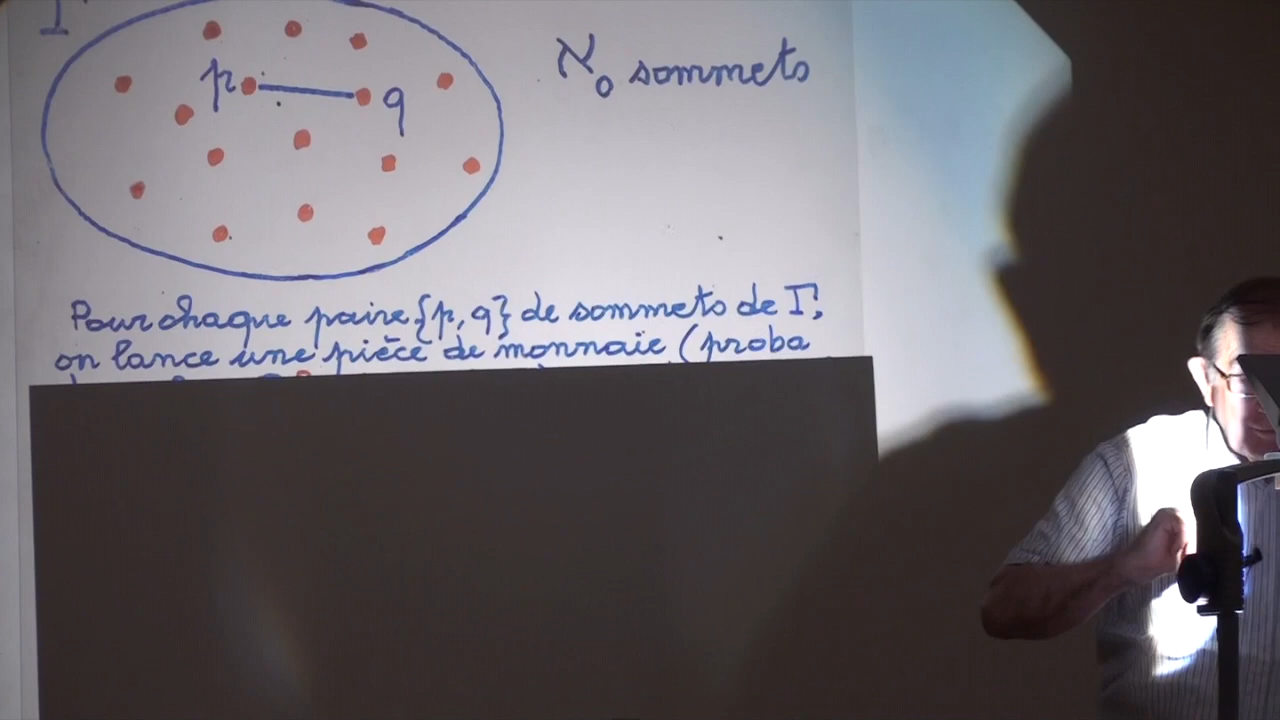 Γ
ℵ₀ sommets
p
q
Pour chaque paire {p, q} de sommets de Γ,
on lance une pièce de monnaie (proba